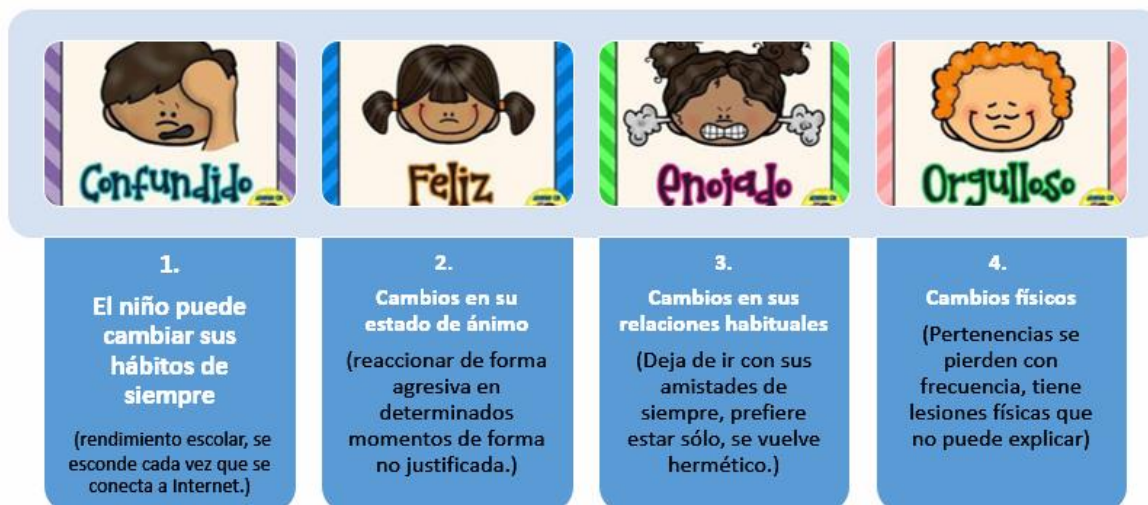 Confundido
Feliz
enojado
Orgulloso
1.
El niño puede
cambiar sus
hábitos de
siempre
(rendimiento escolar, se
esconde cada vez que se
conecta a Internet.)
2.
Cambios en su
estado de ánimo
(reaccionar de forma
agresiva en
determinados
momentos de forma
no justificada.)
3.
Cambios en sus
relaciones habituales
(Deja de ir con sus
amistades de
siempre, prefiere
estar sólo, se vuelve
hermético.)
4.
Cambios físicos
(Pertenencias se
pierden con
frecuencia, tiene
lesiones físicas que
no puede explicar)